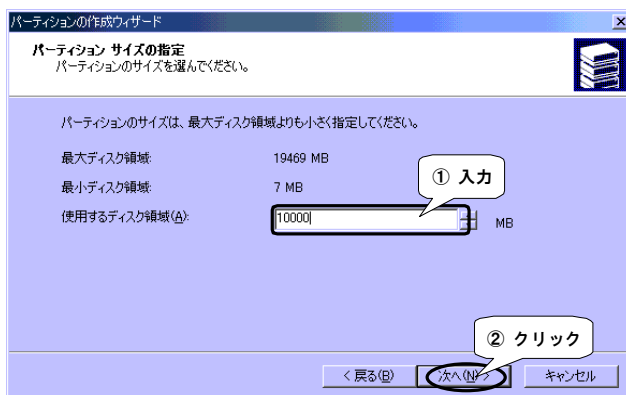 パーティションの作成ウィザード
パーティション サイズの指定
パーティションのサイズを選んでください。
パーティションのサイズは、最大ディスク領域よりも小さく指定してください。
最大ディスク領域: 19469 MB
最小ディスク領域: 7 MB
① 入力
使用するディスク領域(A): 10000 MB
② クリック
< 戻る(B) 次へ(N) > キャンセル